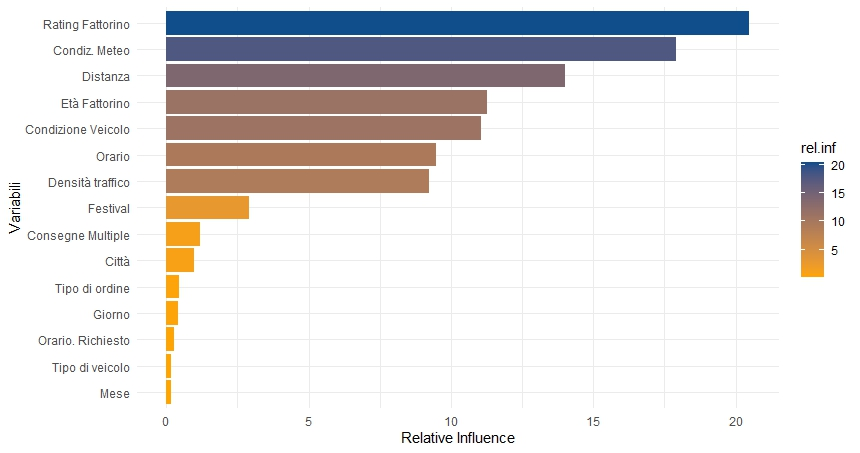 Rating Fattorino
Condiz. Meteo
Distanza
Età Fattorino
Condizione Veicolo
Orario
Densità traffico
Festival
Consegne Multiple
Città
Tipo di ordine
Giorno
Orario. Richiesto
Tipo di veicolo
Mese
Variabili
0 5 10 15 20
Relative Influence
rel.inf
20
15
10
5